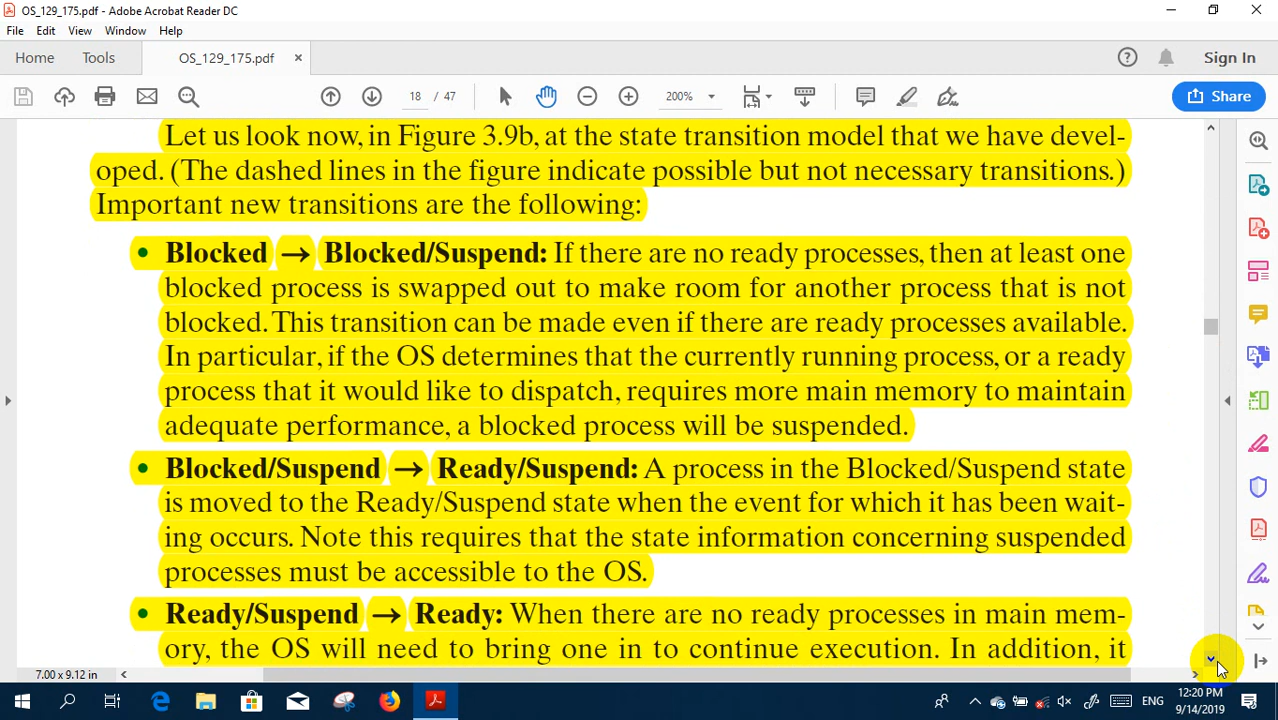 OS_129_175.pdf - Adobe Acrobat Reader DC
File Edit View Window Help
Home Tools OS_129_175.pdf × Sign In
18 / 47 200% Share
Let us look now, in Figure 3.9b, at the state transition model that we have devel-
oped. (The dashed lines in the figure indicate possible but not necessary transitions.)
Important new transitions are the following:
• Blocked → Blocked/Suspend: If there are no ready processes, then at least one
blocked process is swapped out to make room for another process that is not
blocked. This transition can be made even if there are ready processes available.
In particular, if the OS determines that the currently running process, or a ready
process that it would like to dispatch, requires more main memory to maintain
adequate performance, a blocked process will be suspended.
• Blocked/Suspend → Ready/Suspend: A process in the Blocked/Suspend state
is moved to the Ready/Suspend state when the event for which it has been wait-
ing occurs. Note this requires that the state information concerning suspended
processes must be accessible to the OS.
• Ready/Suspend → Ready: When there are no ready processes in main mem-
ory, the OS will need to bring one in to continue execution. In addition, it
7.00 x 9.12 in
ENG
12:20 PM
9/14/2019